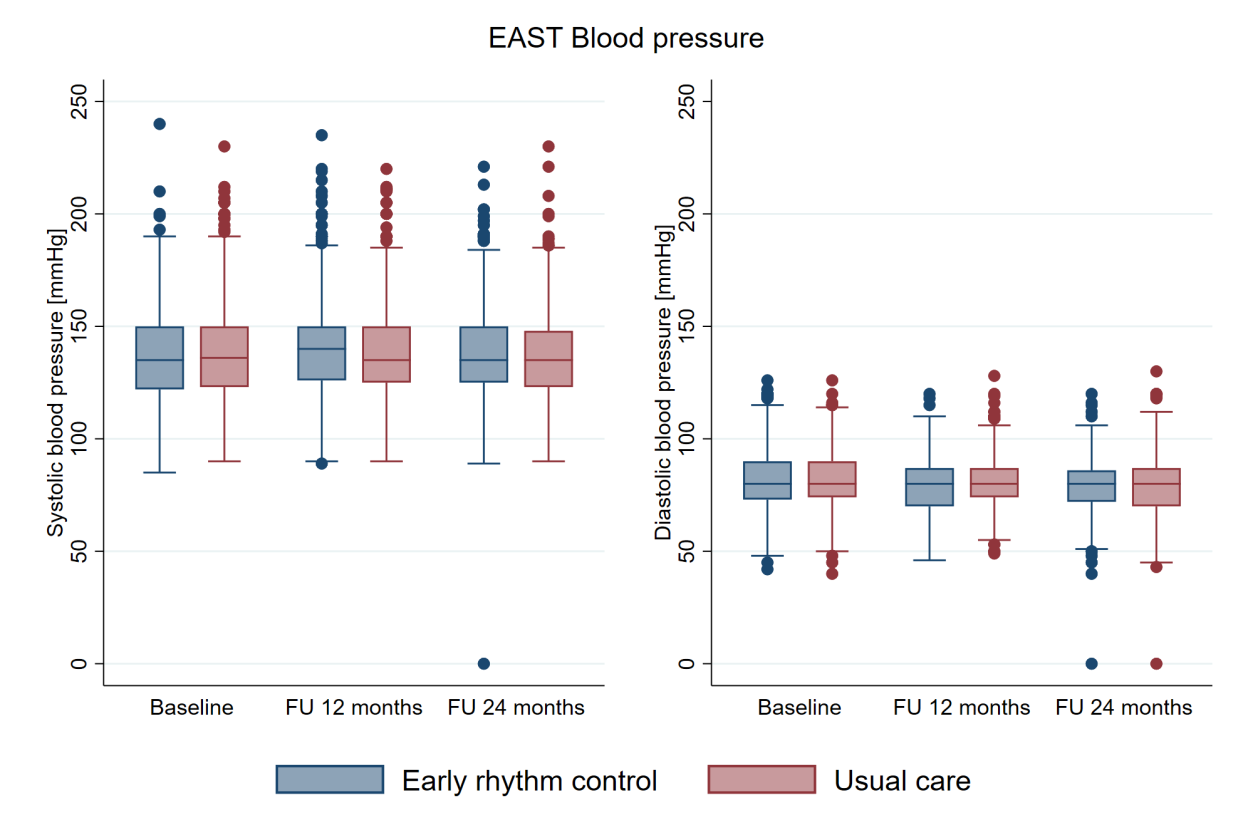 EAST Blood pressure
Systolic blood pressure [mmHg]
250
200
150
100
50
0
Baseline FU 12 months FU 24 months
Diastolic blood pressure [mmHg]
250
200
150
100
50
0
Baseline FU 12 months FU 24 months
Early rhythm control Usual care